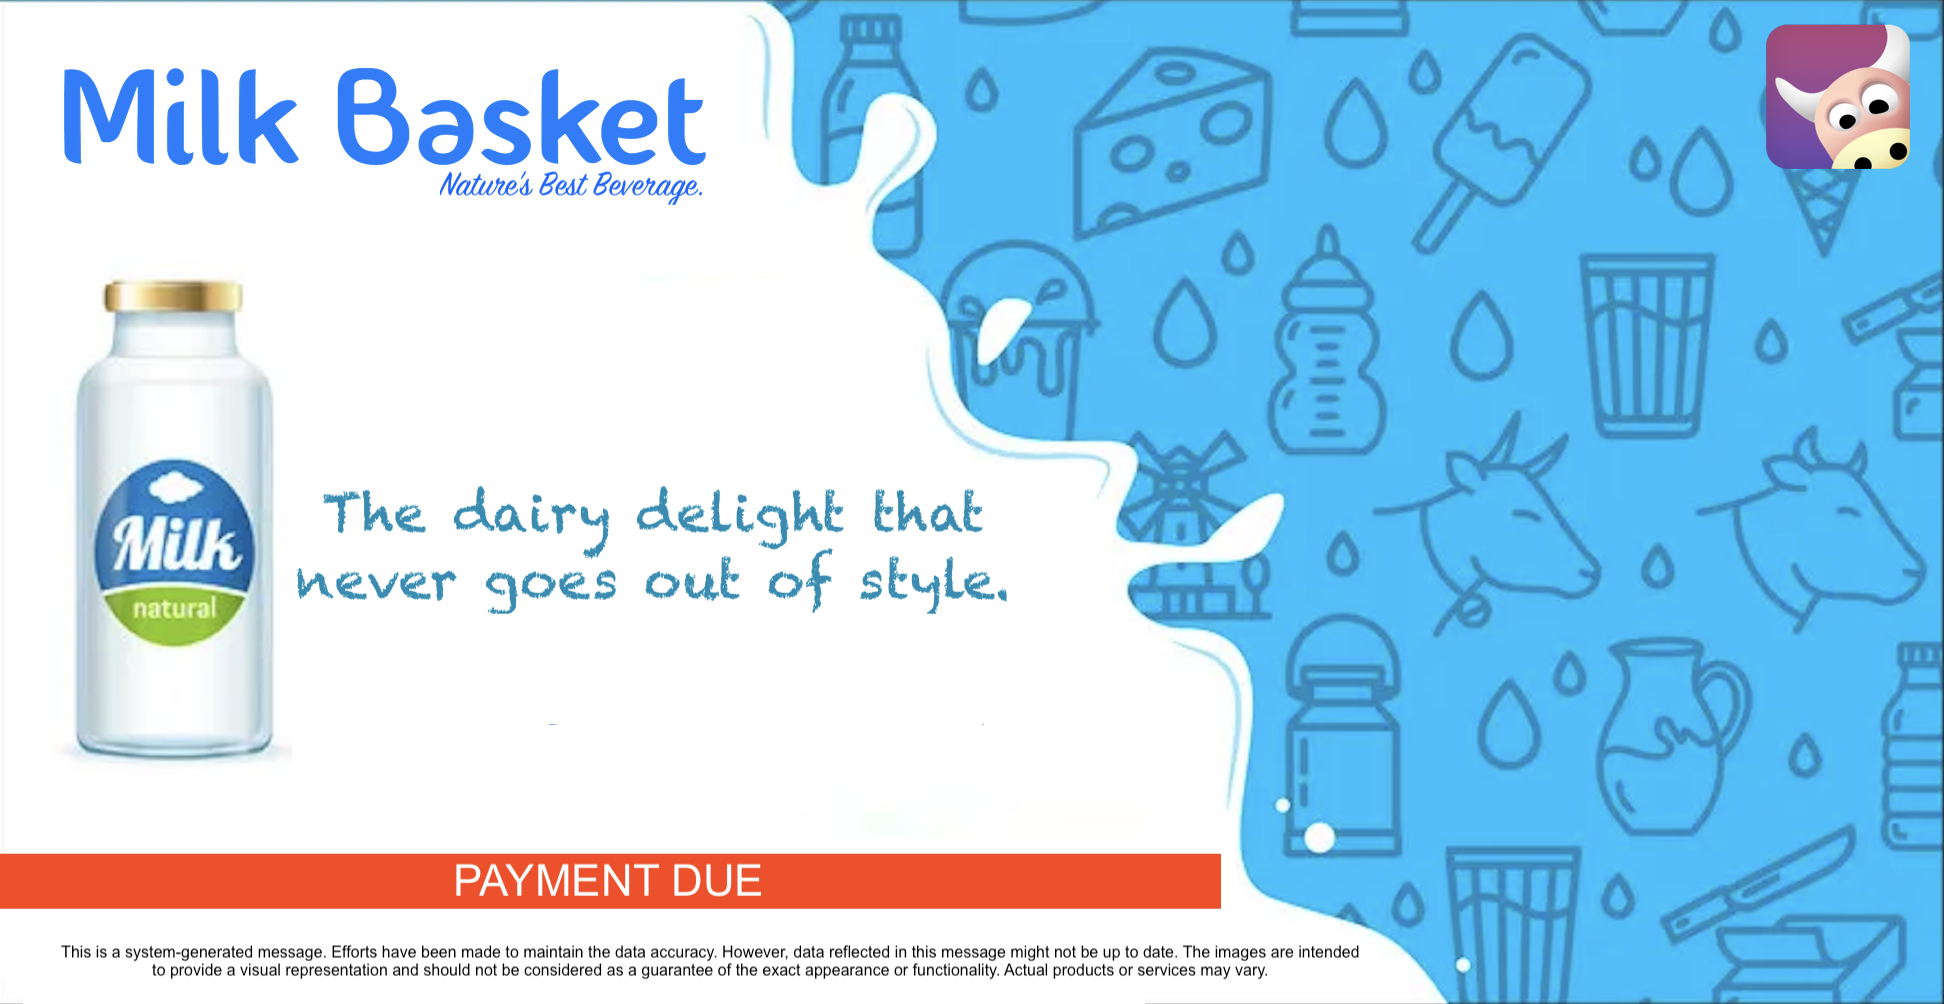 Milk Basket
Nature's Best Beverage.
Milk
natural
The dairy delight that
never goes out of style.
PAYMENT DUE
This is a system-generated message. Efforts have been made to maintain the data accuracy. However, data reflected in this message might not be up to date. The images are intended
to provide a visual representation and should not be considered as a guarantee of the exact appearance or functionality. Actual products or services may vary.